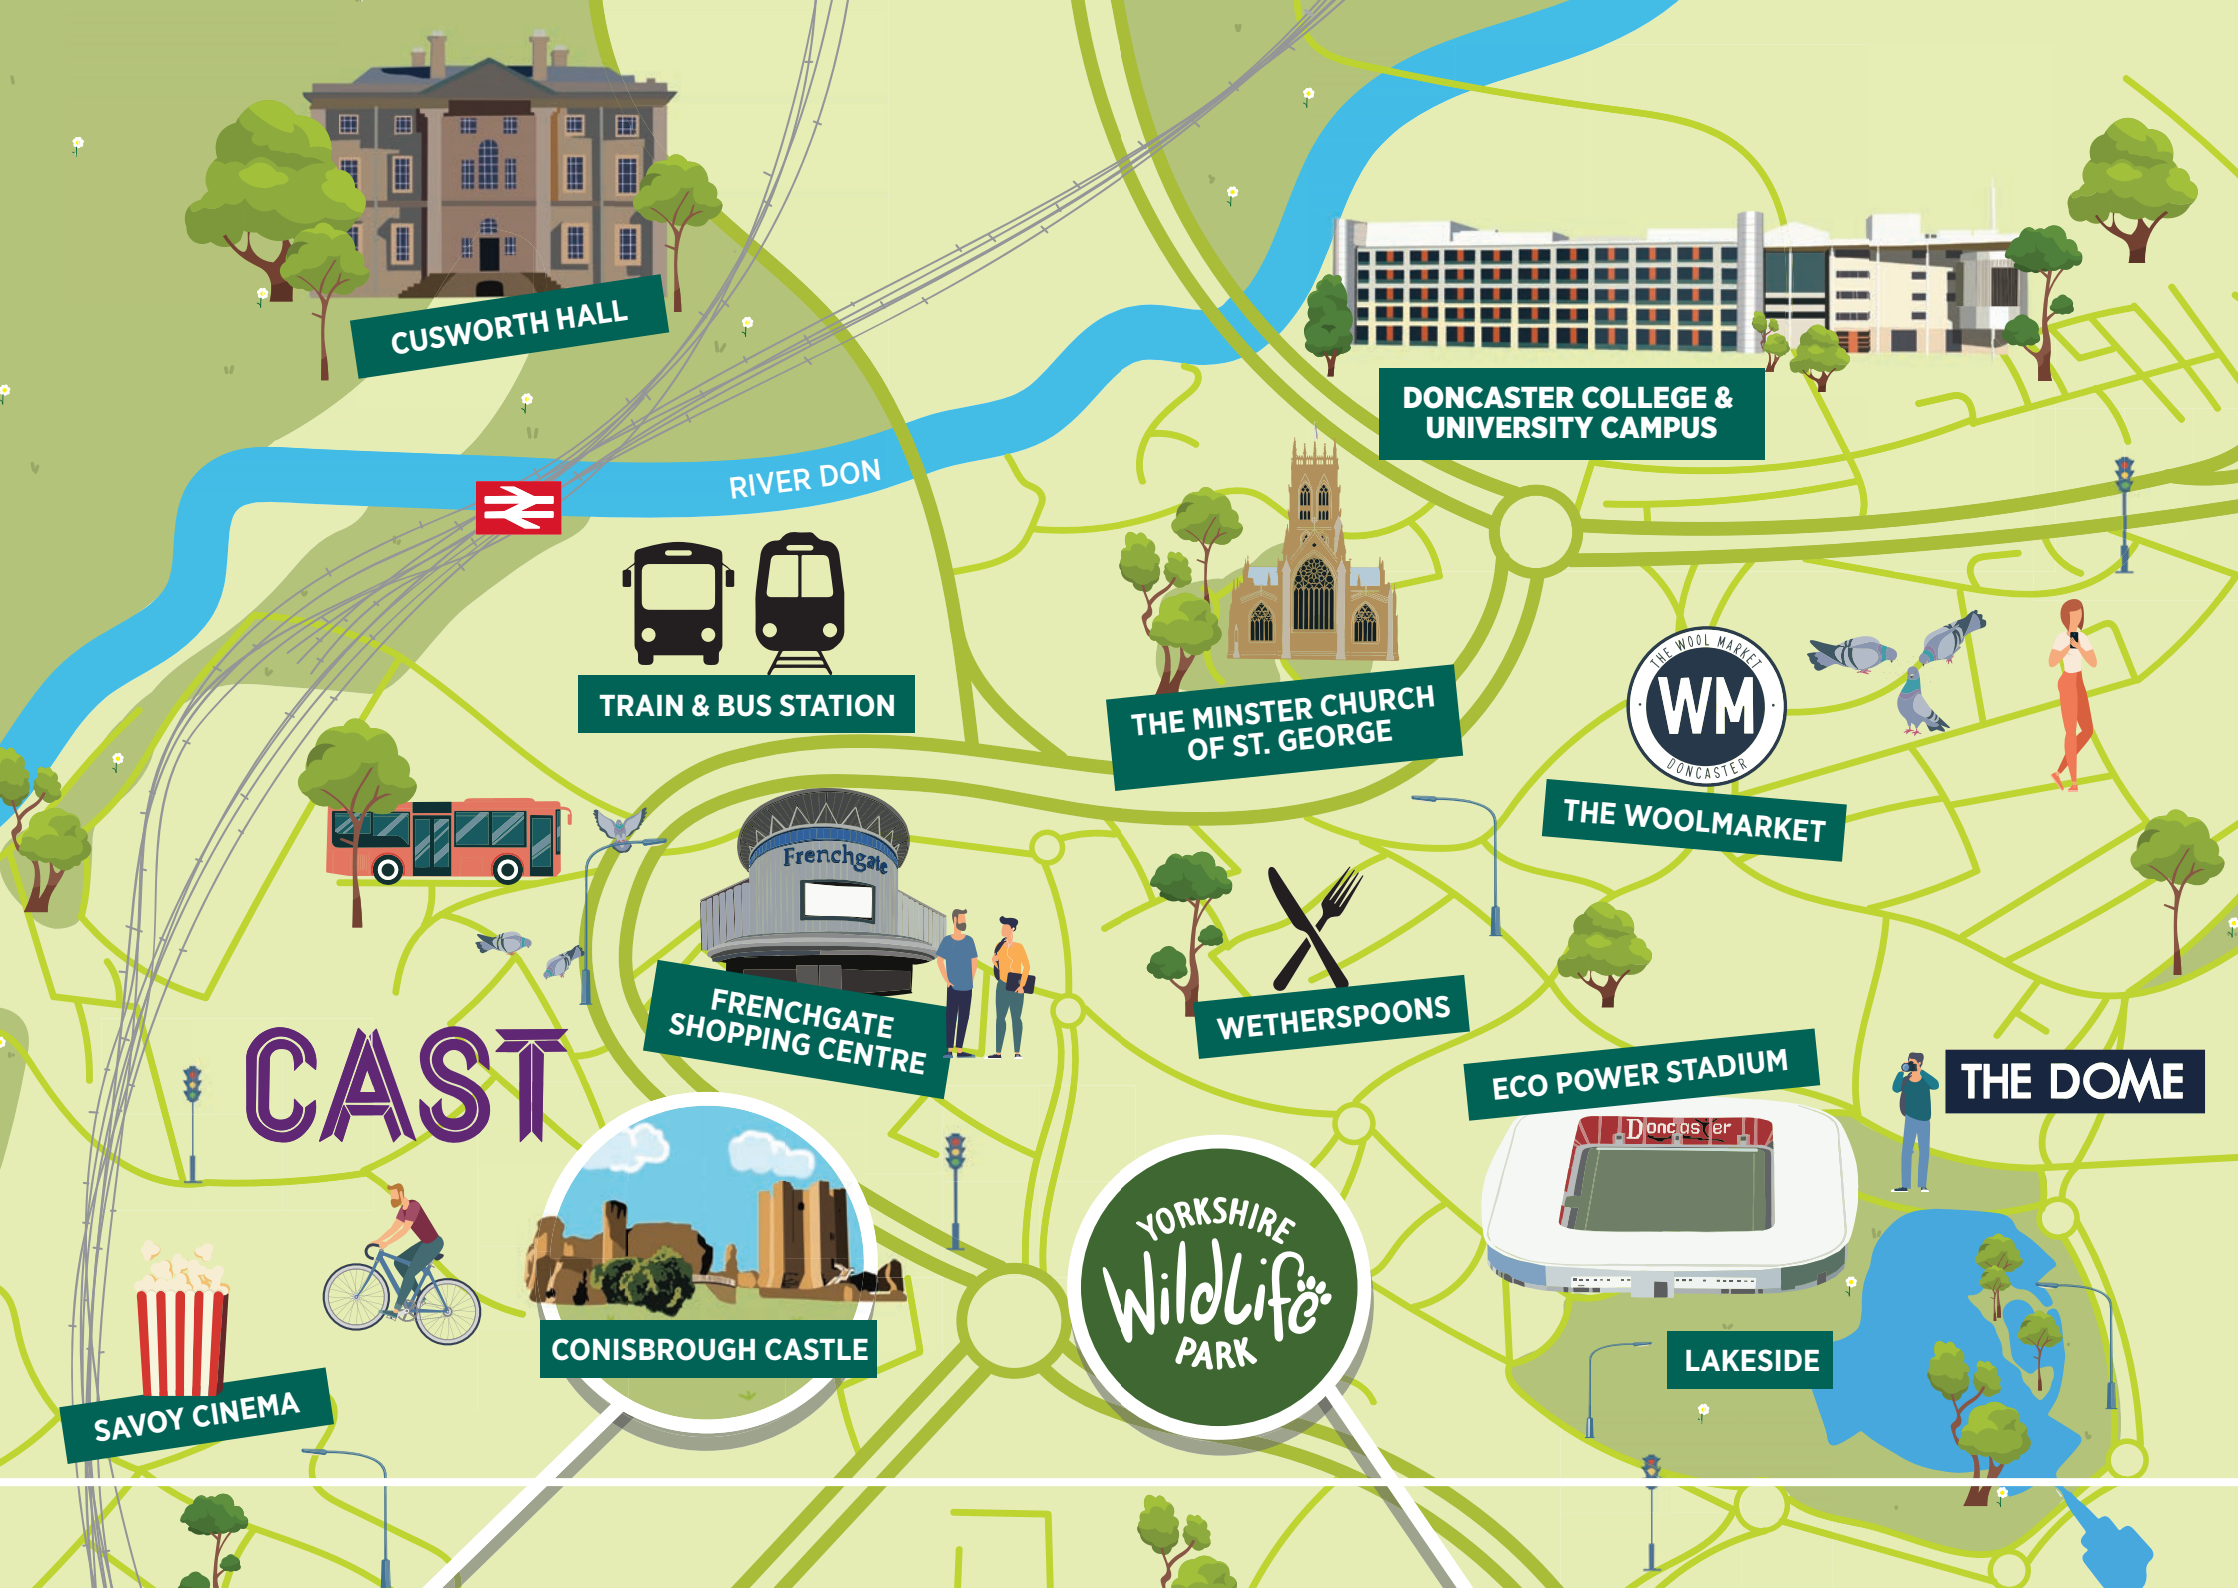 CUSWORTH HALL
DONCASTER COLLEGE &
UNIVERSITY CAMPUS
RIVER DON
TRAIN & BUS STATION
THE MINSTER CHURCH
OF ST. GEORGE
THE WOOL MARKET
WM
DONCASTER
THE WOOLMARKET
Frenchgate
FRENCHGATE
SHOPPING CENTRE
WETHERSPOONS
CAST
ECO POWER STADIUM
Doncaster
THE DOME
YORKSHIRE
WildLife
PARK
CONISBROUGH CASTLE
LAKESIDE
SAVOY CINEMA